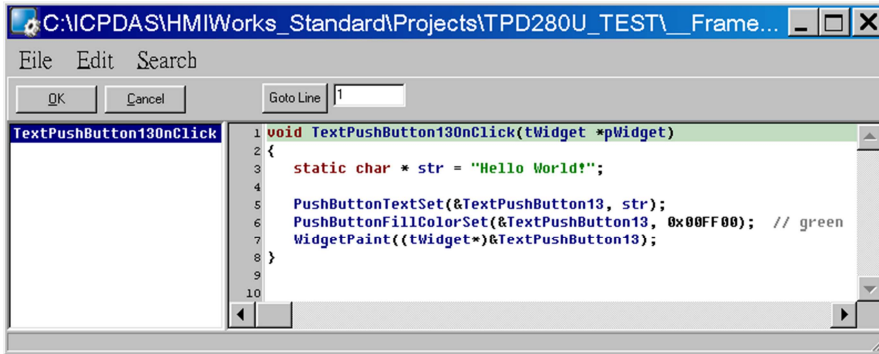 C:\ICPDAS\HMIWorks_Standard\Projects\TPD280U_TEST\__Frame...
File Edit Search
OK Cancel Goto Line 1
TextPushButton13OnClick
1 void TextPushButton13OnClick(tWidget *pWidget)
2 {
3 static char * str = "Hello World!";
4
5 PushButtonTextSet(&TextPushButton13, str);
6 PushButtonFillColorSet(&TextPushButton13, 0x00FF00); // green
7 WidgetPaint((tWidget*)&TextPushButton13);
8 }
9
10